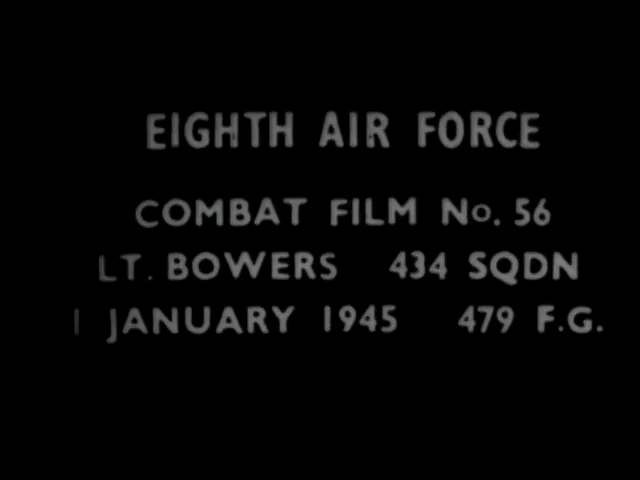 EIGHTH AIR FORCE
COMBAT FILM No. 56
LT. BOWERS 434 SQDN
1 JANUARY 1945 479 F.G.